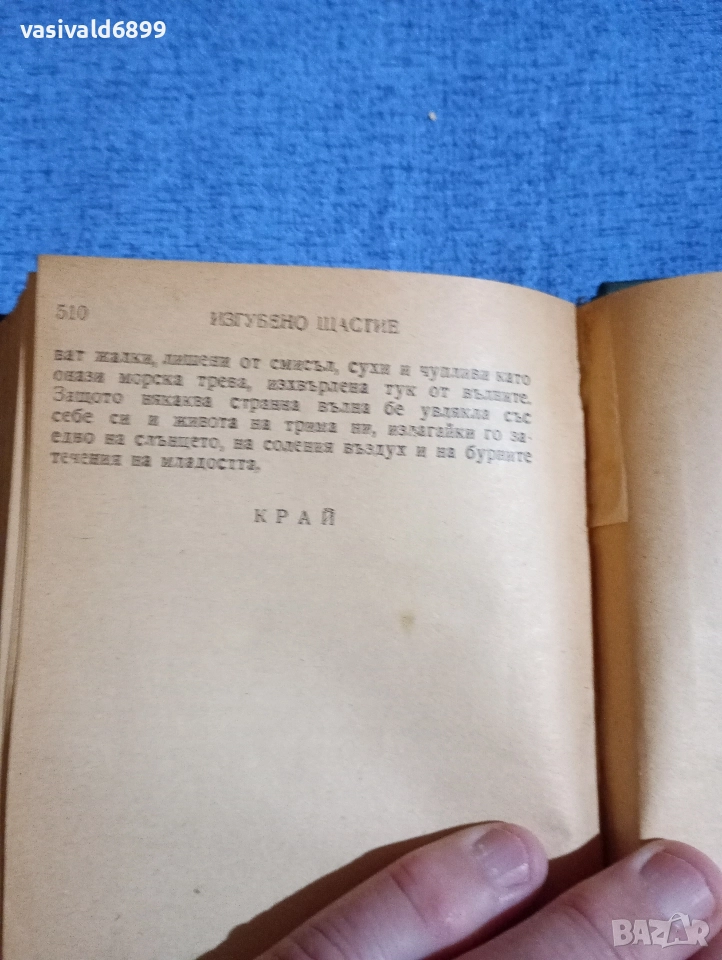 vasivald6899
510
ИЗГУБЕНО ЩАСТИЕ
ват жалки, лишени от смисъл, сухи и чупливи като
онази морска трева, изхвърлена тук от вълните.
Защото някаква странна вълна бе увлякла със
себе си и живота на трима ни, излагайки го за-
едно на слънцето, на соления въздух и на бурните
течения на младостта.
КРАЙ
BAZAR